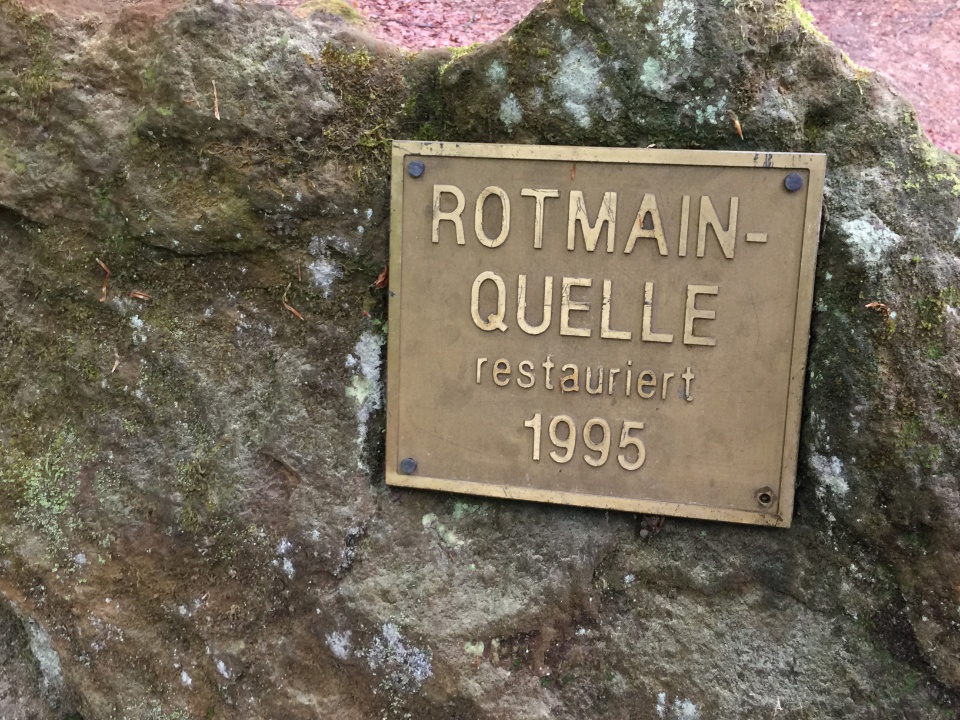 ROTMAIN-
QUELLE
restauriert
1995